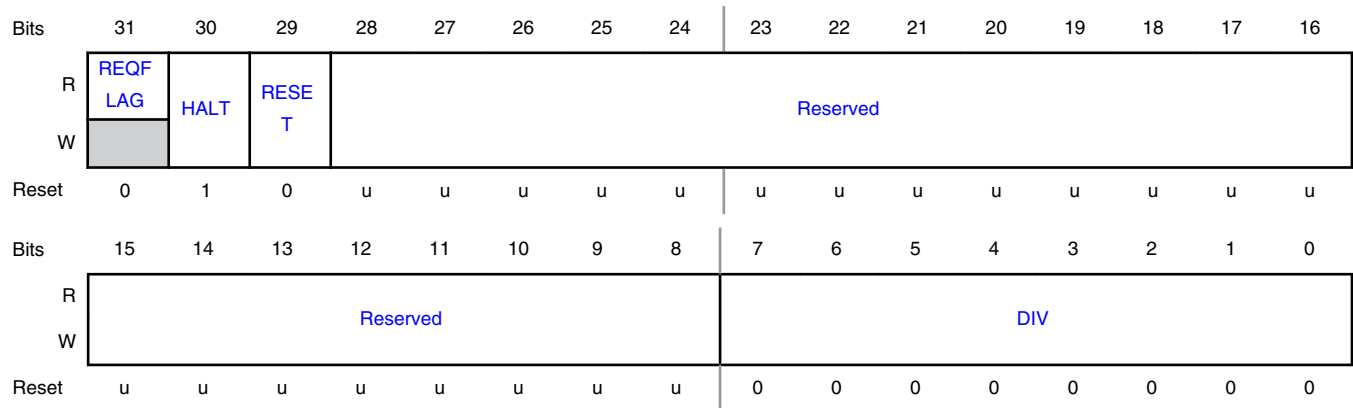 Bits 31 30 29 28 27 26 25 24 23 22 21 20 19 18 17 16
R REQF
LAG HALT RESE
T Reserved
W
Reset 0 1 0 u u u u u u u u u u u u u
Bits 15 14 13 12 11 10 9 8 7 6 5 4 3 2 1 0
R
Reserved DIV
W
Reset u u u u u u u u 0 0 0 0 0 0 0 0